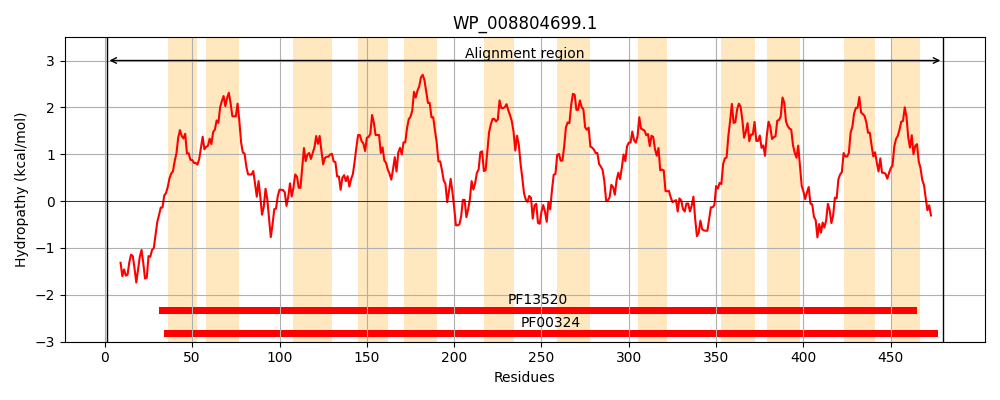 WP_008804699.1
Alignment region
Hydropathy (kcal/mol)
3
2
1
0
−1
−2
−3
PF13520
PF00324
0 50 100 150 200 250 300 350 400 450
Residues